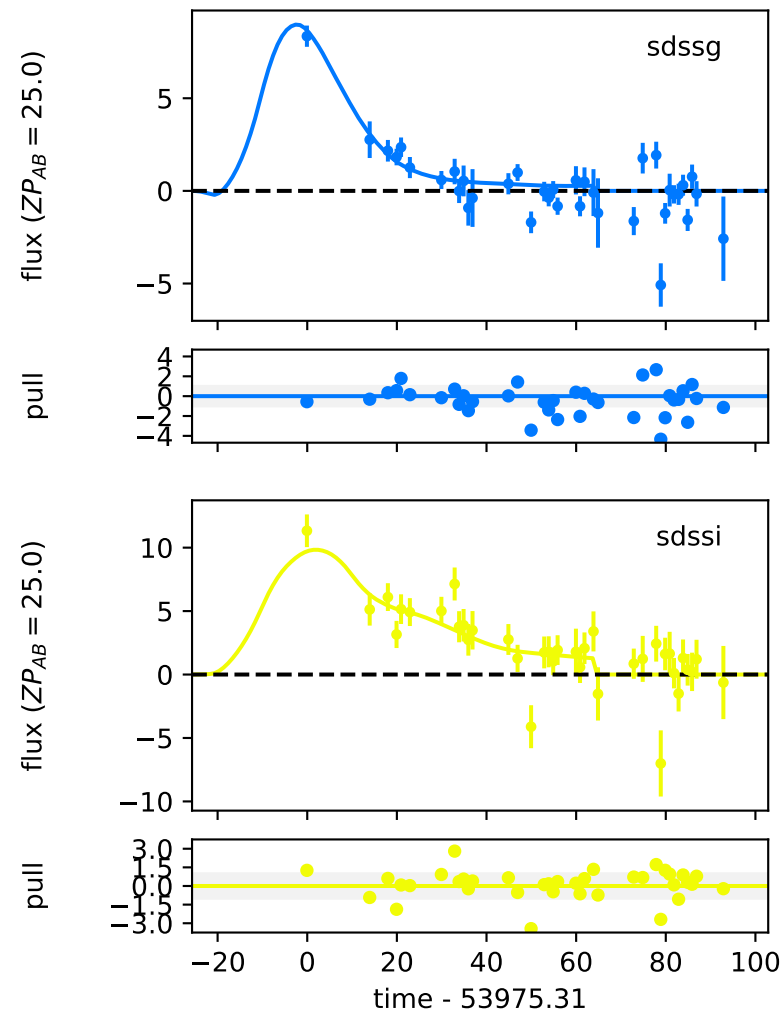 sdssg
flux (ZP_AB = 25.0)
5
0
−5
pull
4
2
0
−2
−4
sdssi
flux (ZP_AB = 25.0)
10
5
0
−5
−10
pull
3.0
1.5
0.0
−1.5
−3.0
−20 0 20 40 60 80 100
time - 53975.31